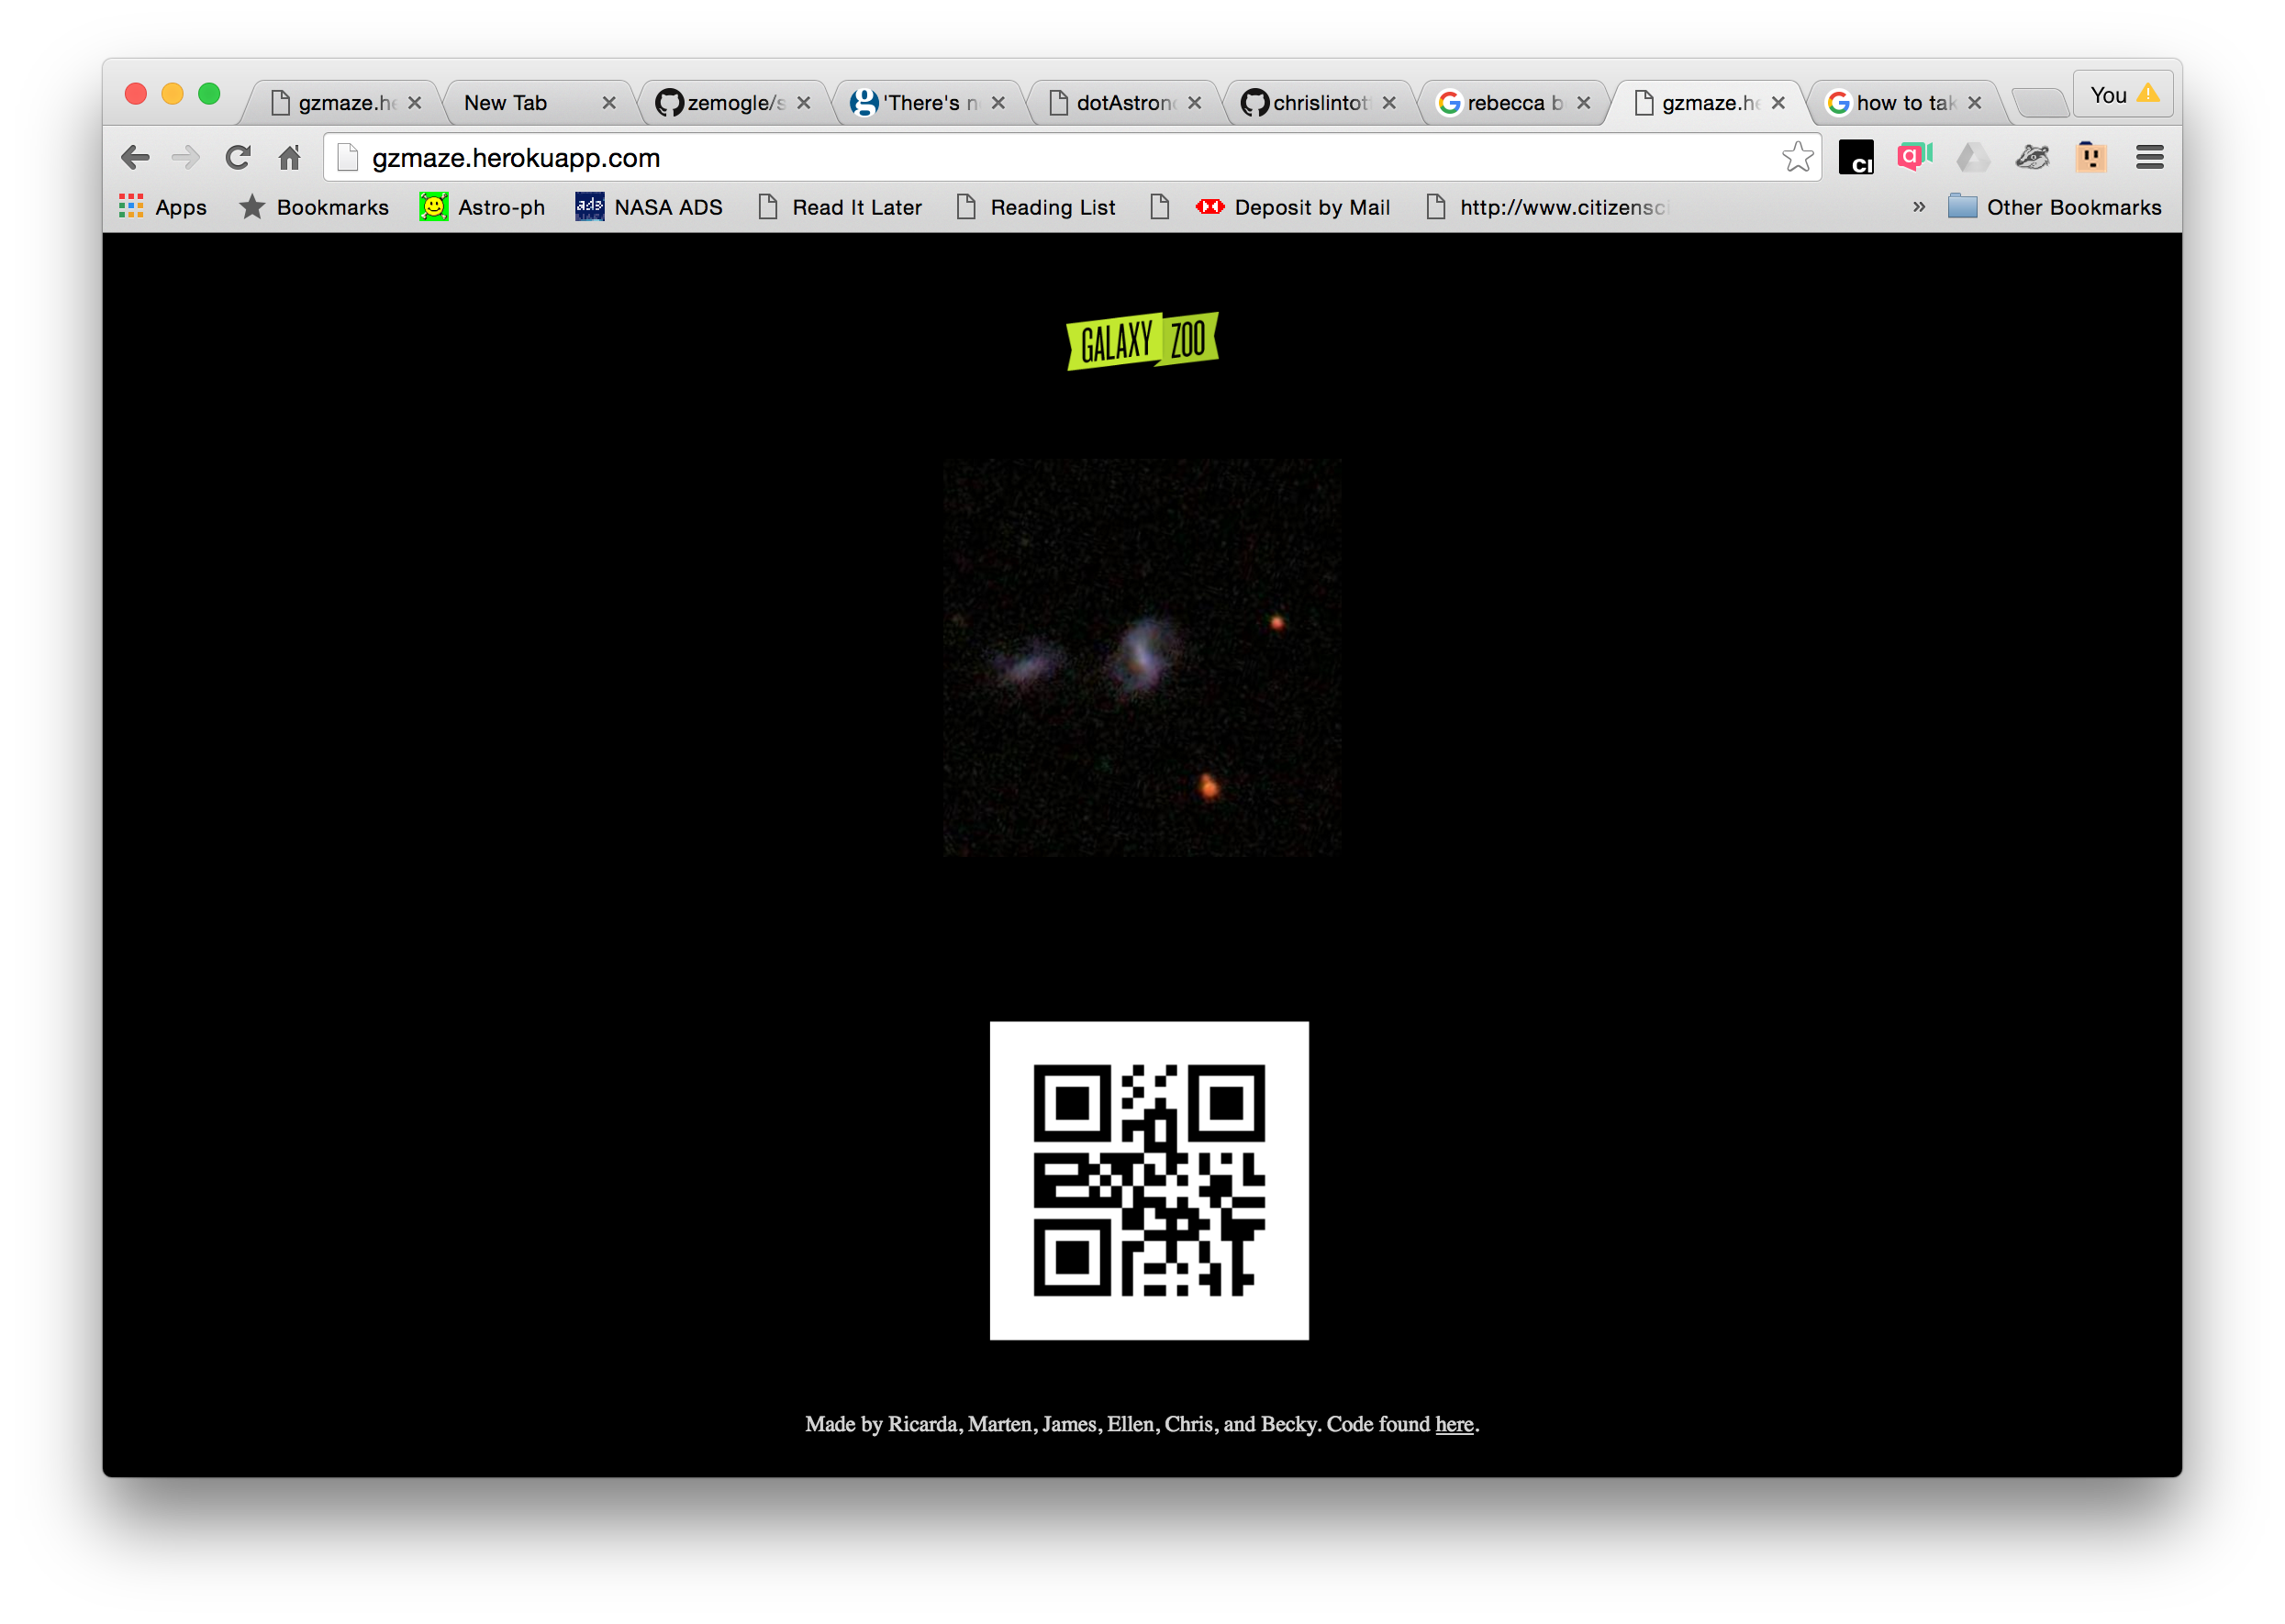 gzmaze.he
New Tab
zemogle/s
'There's n
dotAstron
chrislintot
rebecca b
gzmaze.he
how to tak
You
gzmaze.herokuapp.com
cl
a
Apps
Bookmarks
Astro-ph
ads
NASA ADS
Read It Later
Reading List
Deposit by Mail
http://www.citizensci
»
Other Bookmarks
GALAXY ZOO
Made by Ricarda, Marten, James, Ellen, Chris, and Becky. Code found here.